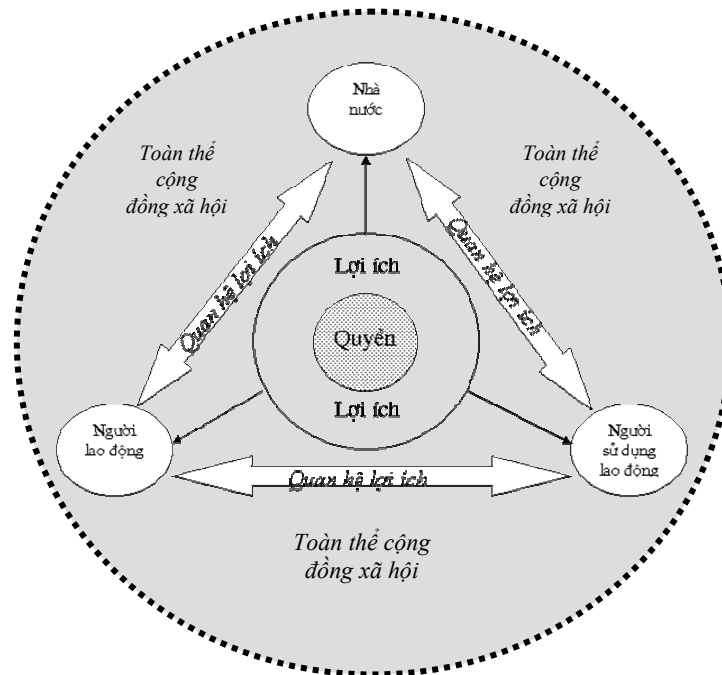 Nhà
nước
Toàn thể
cộng
đồng xã hội
Toàn thể
cộng
đồng xã hội
Quan hệ lợi ích
Quan hệ lợi ích
Lợi ích
Quyền
Lợi ích
Người
lao động
Người
sử dụng
lao động
Quan hệ lợi ích
Toàn thể cộng
đồng xã hội